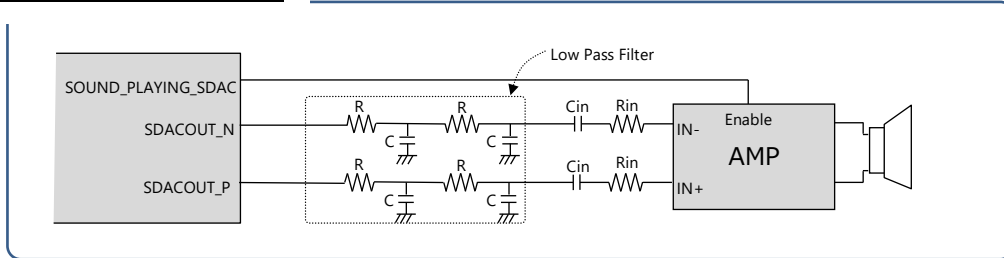 Low Pass Filter
SOUND_PLAYING_SDAC
R
R
Cin
Rin
Enable
SDACOUT_N
C
C
IN-
AMP
R
R
Cin
Rin
SDACOUT_P
C
C
IN+